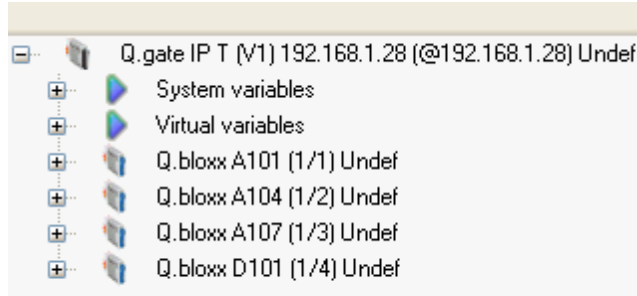 Q.gate IP T (V1) 192.168.1.28 (@192.168.1.28) Undef
System variables
Virtual variables
Q.bloxx A101 (1/1) Undef
Q.bloxx A104 (1/2) Undef
Q.bloxx A107 (1/3) Undef
Q.bloxx D101 (1/4) Undef